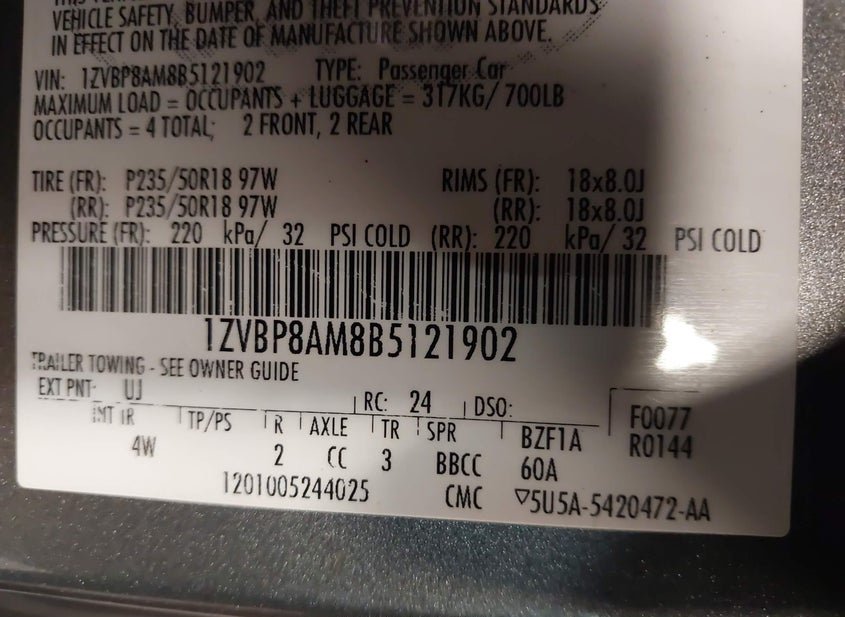 VEHICLE SAFETY, BUMPER, AND THEFT PREVENTION STANDARDS
IN EFFECT ON THE DATE OF MANUFACTURE SHOWN ABOVE.
VIN: 1ZVBP8AM8B5121902 TYPE: Passenger Car
MAXIMUM LOAD = OCCUPANTS + LUGGAGE = 317KG/ 700LB
OCCUPANTS = 4 TOTAL; 2 FRONT, 2 REAR
TIRE (FR): P235/50R18 97W RIMS (FR): 18x8.0J
(RR): P235/50R18 97W (RR): 18x8.0J
PRESSURE (FR): 220 kPa/ 32 PSI COLD (RR): 220 kPa/ 32 PSI COLD
1ZVBP8AM8B5121902
TRAILER TOWING - SEE OWNER GUIDE
EXT PNT: UJ RC: 24 DSO: F0077
INT TR TP/PS R AXLE TR SPR BZF1A R0144
4W 2 CC 3 BBCC 60A
1201005244025 CMC ▽5U5A-5420472-AA